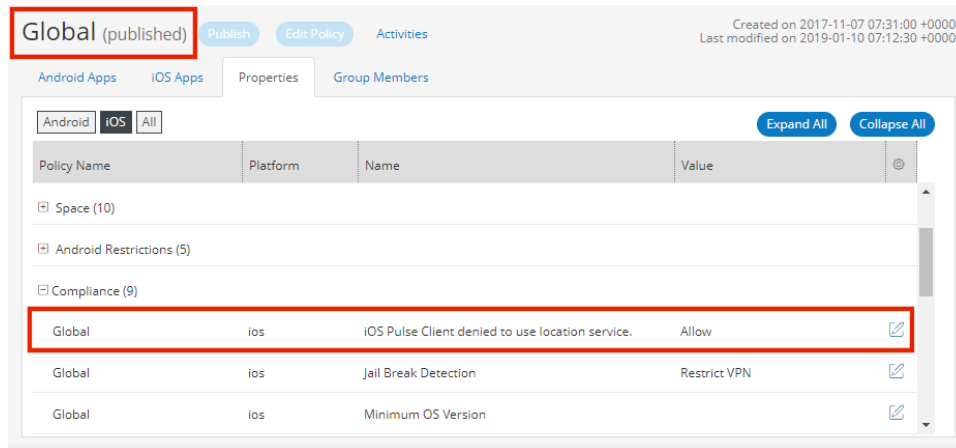 Global (published) Publish Edit Policy Activities
Created on 2017-11-07 07:31:00 +0000
Last modified on 2019-01-10 07:12:30 +0000
Android Apps iOS Apps Properties Group Members
Android iOS All Expand All Collapse All
Policy Name Platform Name Value
Space (10)
Android Restrictions (5)
Compliance (9)
Global ios iOS Pulse Client denied to use location service. Allow
Global ios Jail Break Detection Restrict VPN
Global ios Minimum OS Version